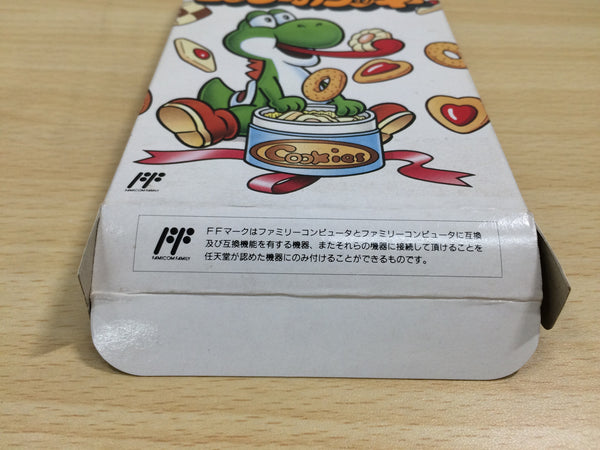 Cookies
FF
FAMICOM FAMILY
FF
FAMICOM FAMILY
FFマークはファミリーコンピュータとファミリーコンピュータに互換
及び互換機能を有する機器、またそれらの機器に接続して頂けることを
任天堂が認めた機器にのみ付けることができるものです。